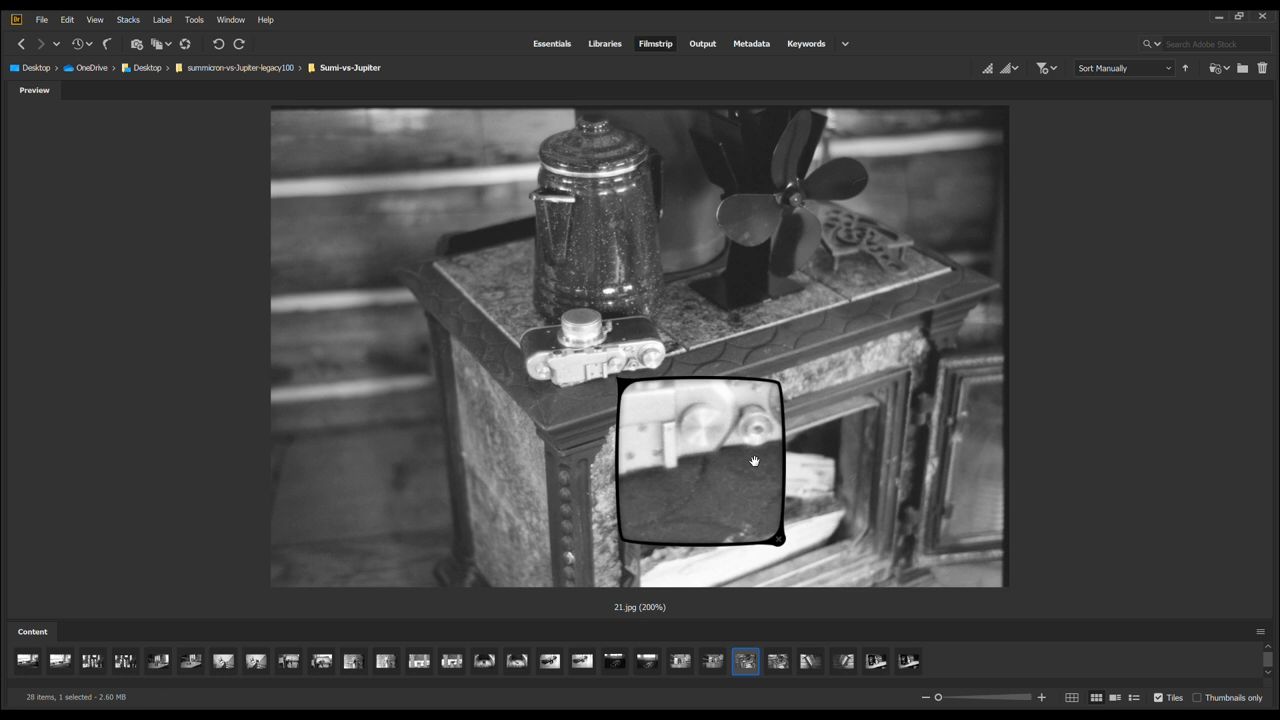 Br File Edit View Stacks Label Tools Window Help
Essentials Libraries Filmstrip Output Metadata Keywords Search Adobe Stock
Desktop OneDrive Desktop summicron-vs-Jupiter-legacy100 Sumi-vs-Jupiter Sort Manually
Preview
21.jpg (200%)
Content
28 items, 1 selected - 2.60 MB Tiles Thumbnails only